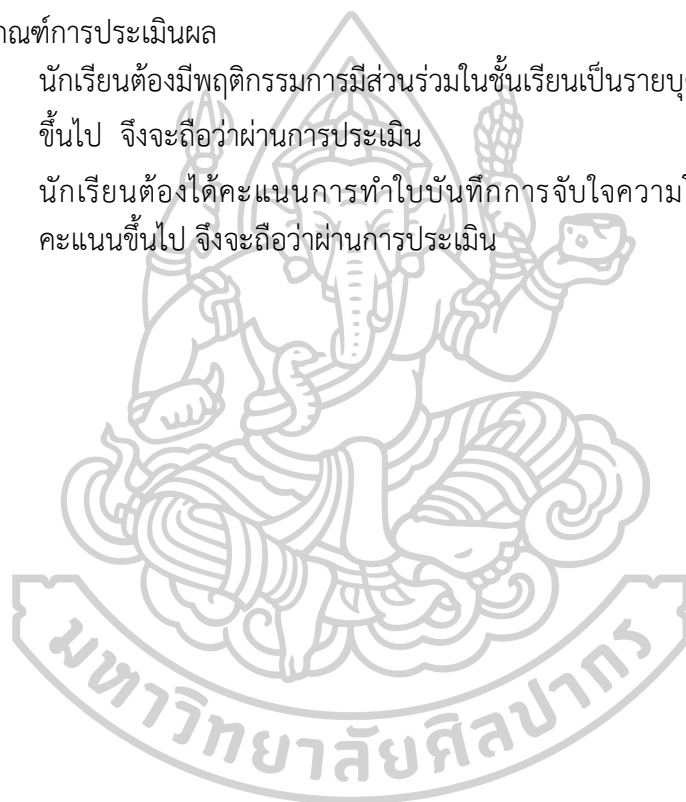 ณฑ์การประเมินผล
นักเรียนต้องมีพฤติกรรมการมีส่วนร่วมในชั้นเรียนเป็นรายบุ
ขึ้นไป จึงจะถือว่าผ่านการประเมิน
นักเรียนต้องได้คะแนนการทำใบบันทึกการจับใจความ
คะแนนขึ้นไป จึงจะถือว่าผ่านการประเมิน
มหาวิทยาลัยศิลปากร